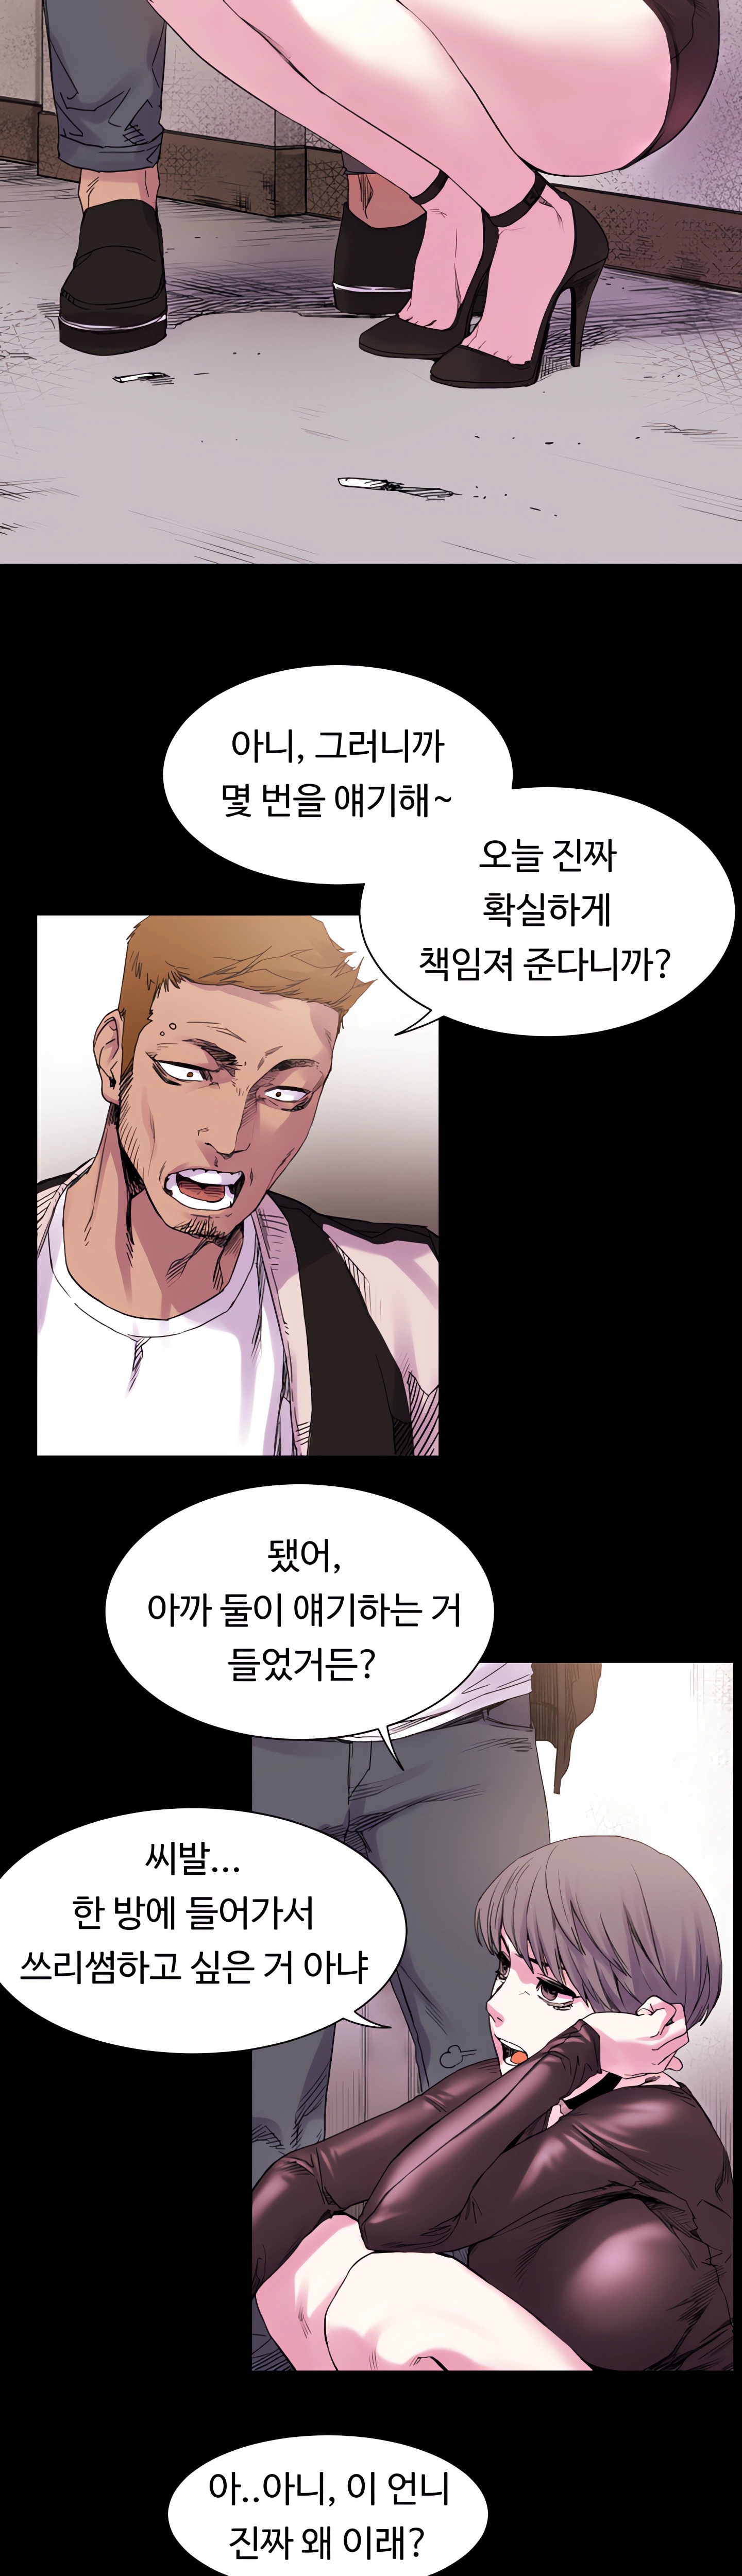 아니, 그러니까
몇 번을 얘기해~
오늘 진짜
확실하게
책임져 준다니까?
됐어,
아까 둘이 얘기하는 거
들었거든?
씨발...
한 방에 들어가서
쓰리썸하고 싶은 거 아냐
아..아니, 이 언니
진짜 왜 이래?